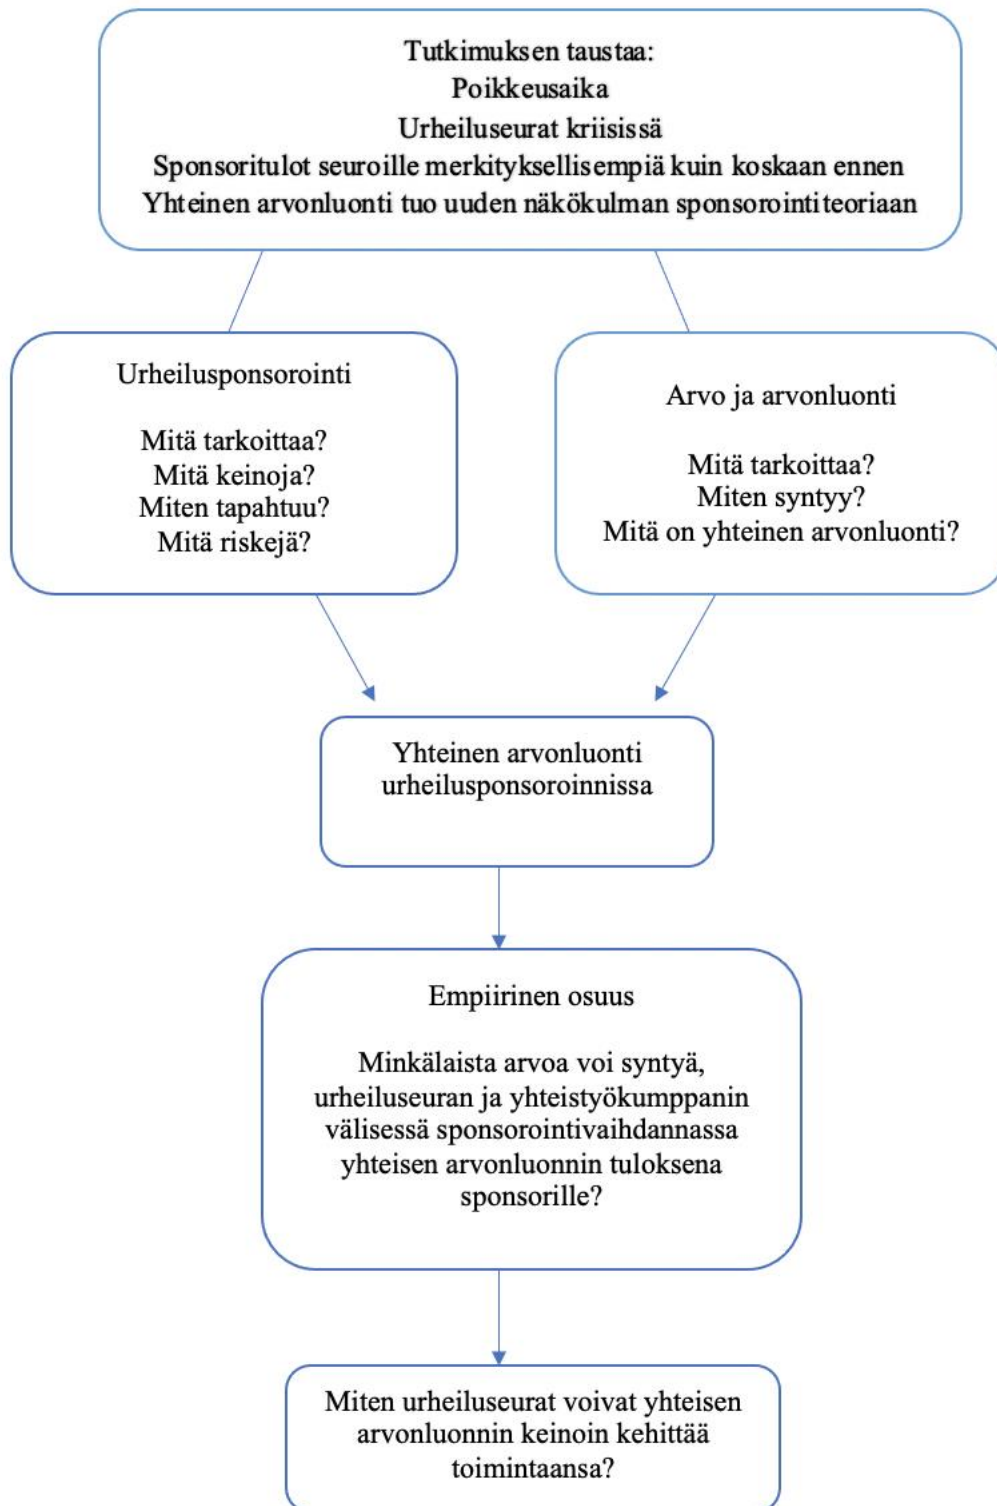 Tutkimuksen taustaa:
Poikkeusaika
Urheiluseurat kriisissä
Sponsoritulot seuroille merkityksellisempiä kuin koskaan ennen
Yhteinen arvonluonti tuo uuden näkökulman sponsorointiteoriaan
Urheilusponsorointi
Mitä tarkoittaa?
Mitä keinoja?
Miten tapahtuu?
Mitä riskejä?
Arvo ja arvonluonti
Mitä tarkoittaa?
Miten syntyy?
Mitä on yhteinen arvonluonti?
Yhteinen arvonluonti
urheilusponsoroinnissa
Empiirinen osuus
Minkälaista arvoa voi syntyä,
urheiluseuran ja yhteistyökumppanin
välisessä sponsorointivaihdannassa
yhteisen arvonluonnin tuloksena
sponsorille?
Miten urheiluseurat voivat yhteisen
arvonluonnin keinoin kehittää
toimintaansa?